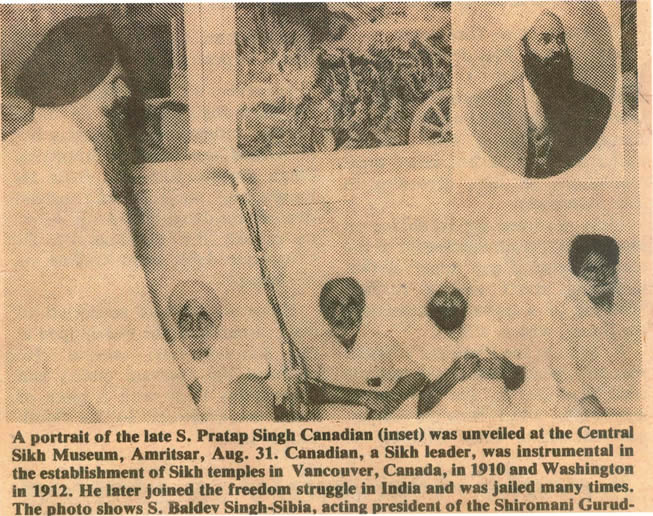 A portrait of the late S. Pratap Singh Canadian (inset) was unveiled at the Central
Sikh Museum, Amritsar, Aug. 31. Canadian, a Sikh leader, was instrumental in
the establishment of Sikh temples in Vancouver, Canada, in 1910 and Washington
in 1912. He later joined the freedom struggle in India and was jailed many times.
The photo shows S. Baldev Singh-Sibia, acting president of the Shiromani Gurud-